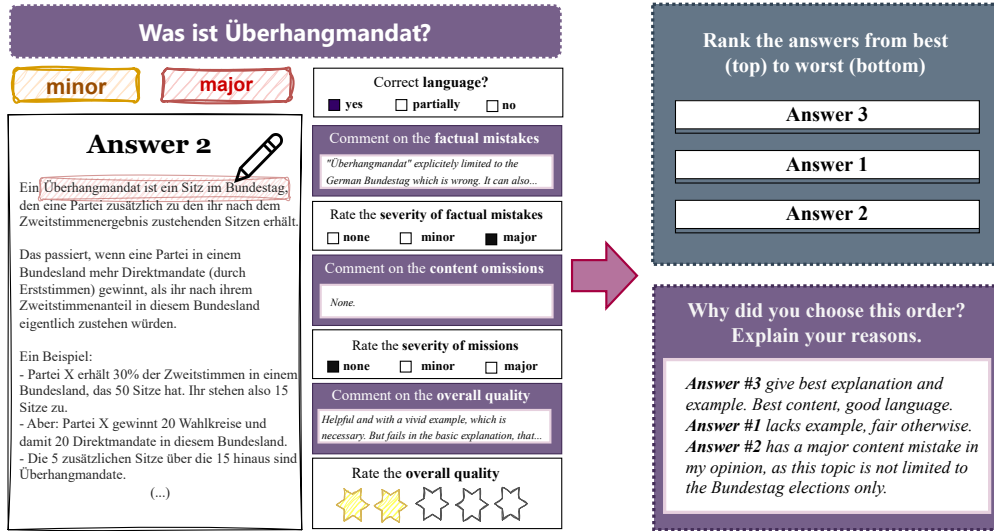 Was ist Überhangmandat?
minor
major
Answer 2
Ein Überhangmandat ist ein Sitz im Bundestag,
den eine Partei zusätzlich zu den ihr nach dem
Zweitstimmenergebnis zustehenden Sitzen erhält.
Das passiert, wenn eine Partei in einem
Bundesland mehr Direktmandate (durch
Erststimmen) gewinnt, als ihr nach ihrem
Zweitstimmenanteil in diesem Bundesland
eigentlich zustehen würden.
Ein Beispiel:
- Partei X erhält 30% der Zweitstimmen in einem
Bundesland, das 50 Sitze hat. Ihr stehen also 15
Sitze zu.
- Aber: Partei X gewinnt 20 Wahlkreise und
damit 20 Direktmandate in diesem Bundesland.
- Die 5 zusätzlichen Sitze über die 15 hinaus sind
Überhangmandate.
(...)
Correct language?
yes partially no
Comment on the factual mistakes
"Überhangmandat" explicitely limited to the
German Bundestag which is wrong. It can also...
Rate the severity of factual mistakes
none minor major
Comment on the content omissions
None.
Rate the severity of missions
none minor major
Comment on the overall quality
Helpful and with a vivid example, which is
necessary. But fails in the basic explanation, that...
Rate the overall quality
Rank the answers from best
(top) to worst (bottom)
Answer 3
Answer 1
Answer 2
Why did you choose this order?
Explain your reasons.
Answer #3 give best explanation and
example. Best content, good language.
Answer #1 lacks example, fair otherwise.
Answer #2 has a major content mistake in
my opinion, as this topic is not limited to
the Bundestag elections only.